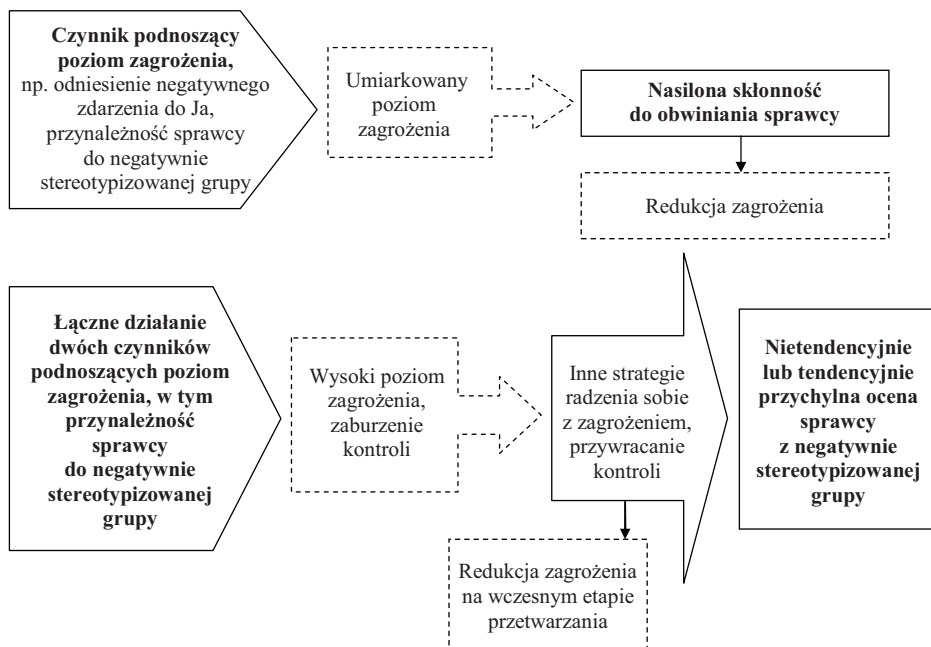 Czynnik podnoszący
poziom zagrożenia,
np. odniesienie negatywnego
zdarzenia do Ja,
przynależność sprawcy
do negatywnie
stereotypizowanej grupy
Umiarkowany
poziom
zagrożenia
Nasilona skłonność
do obwiniania sprawcy
Redukcja zagrożenia
Łączne działanie
dwóch czynników
podnoszących poziom
zagrożenia, w tym
przynależność
sprawcy
do negatywnie
stereotypizowanej
grupy
Wysoki poziom
zagrożenia,
zaburzenie
kontroli
Inne strategie
radzenia sobie
z zagrożeniem,
przywracanie
kontroli
Redukcja zagrożenia
na wczesnym etapie
przetwarzania
Nietendencyjnie
lub tendencyjnie
przychylna ocena
sprawcy
z negatywnie
stereotypizowanej
grupy